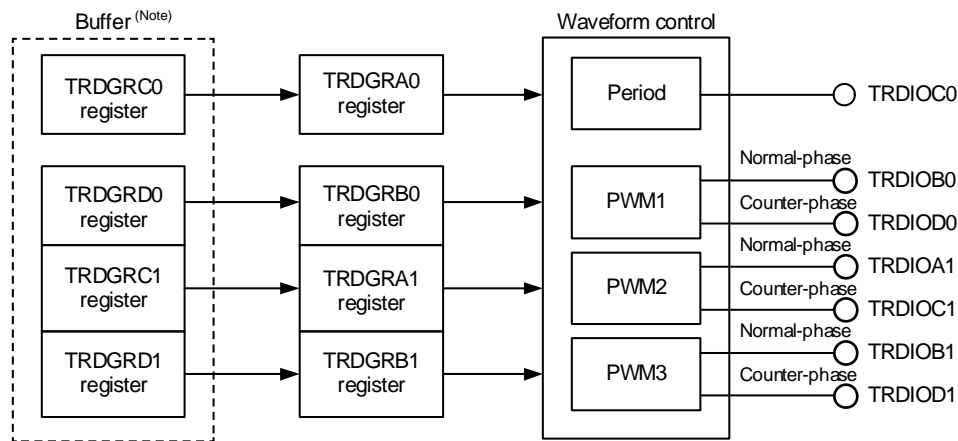 Buffer (Note)
Waveform control
TRDGRC0
register
TRDGRA0
register
Period
TRDIOC0
TRDGRD0
register
TRDGRB0
register
PWM1
Normal-phase
TRDIOB0
Counter-phase
TRDIOD0
TRDGRC1
register
TRDGRA1
register
PWM2
Normal-phase
TRDIOA1
Counter-phase
TRDIOC1
TRDGRD1
register
TRDGRB1
register
PWM3
Normal-phase
TRDIOB1
Counter-phase
TRDIOD1